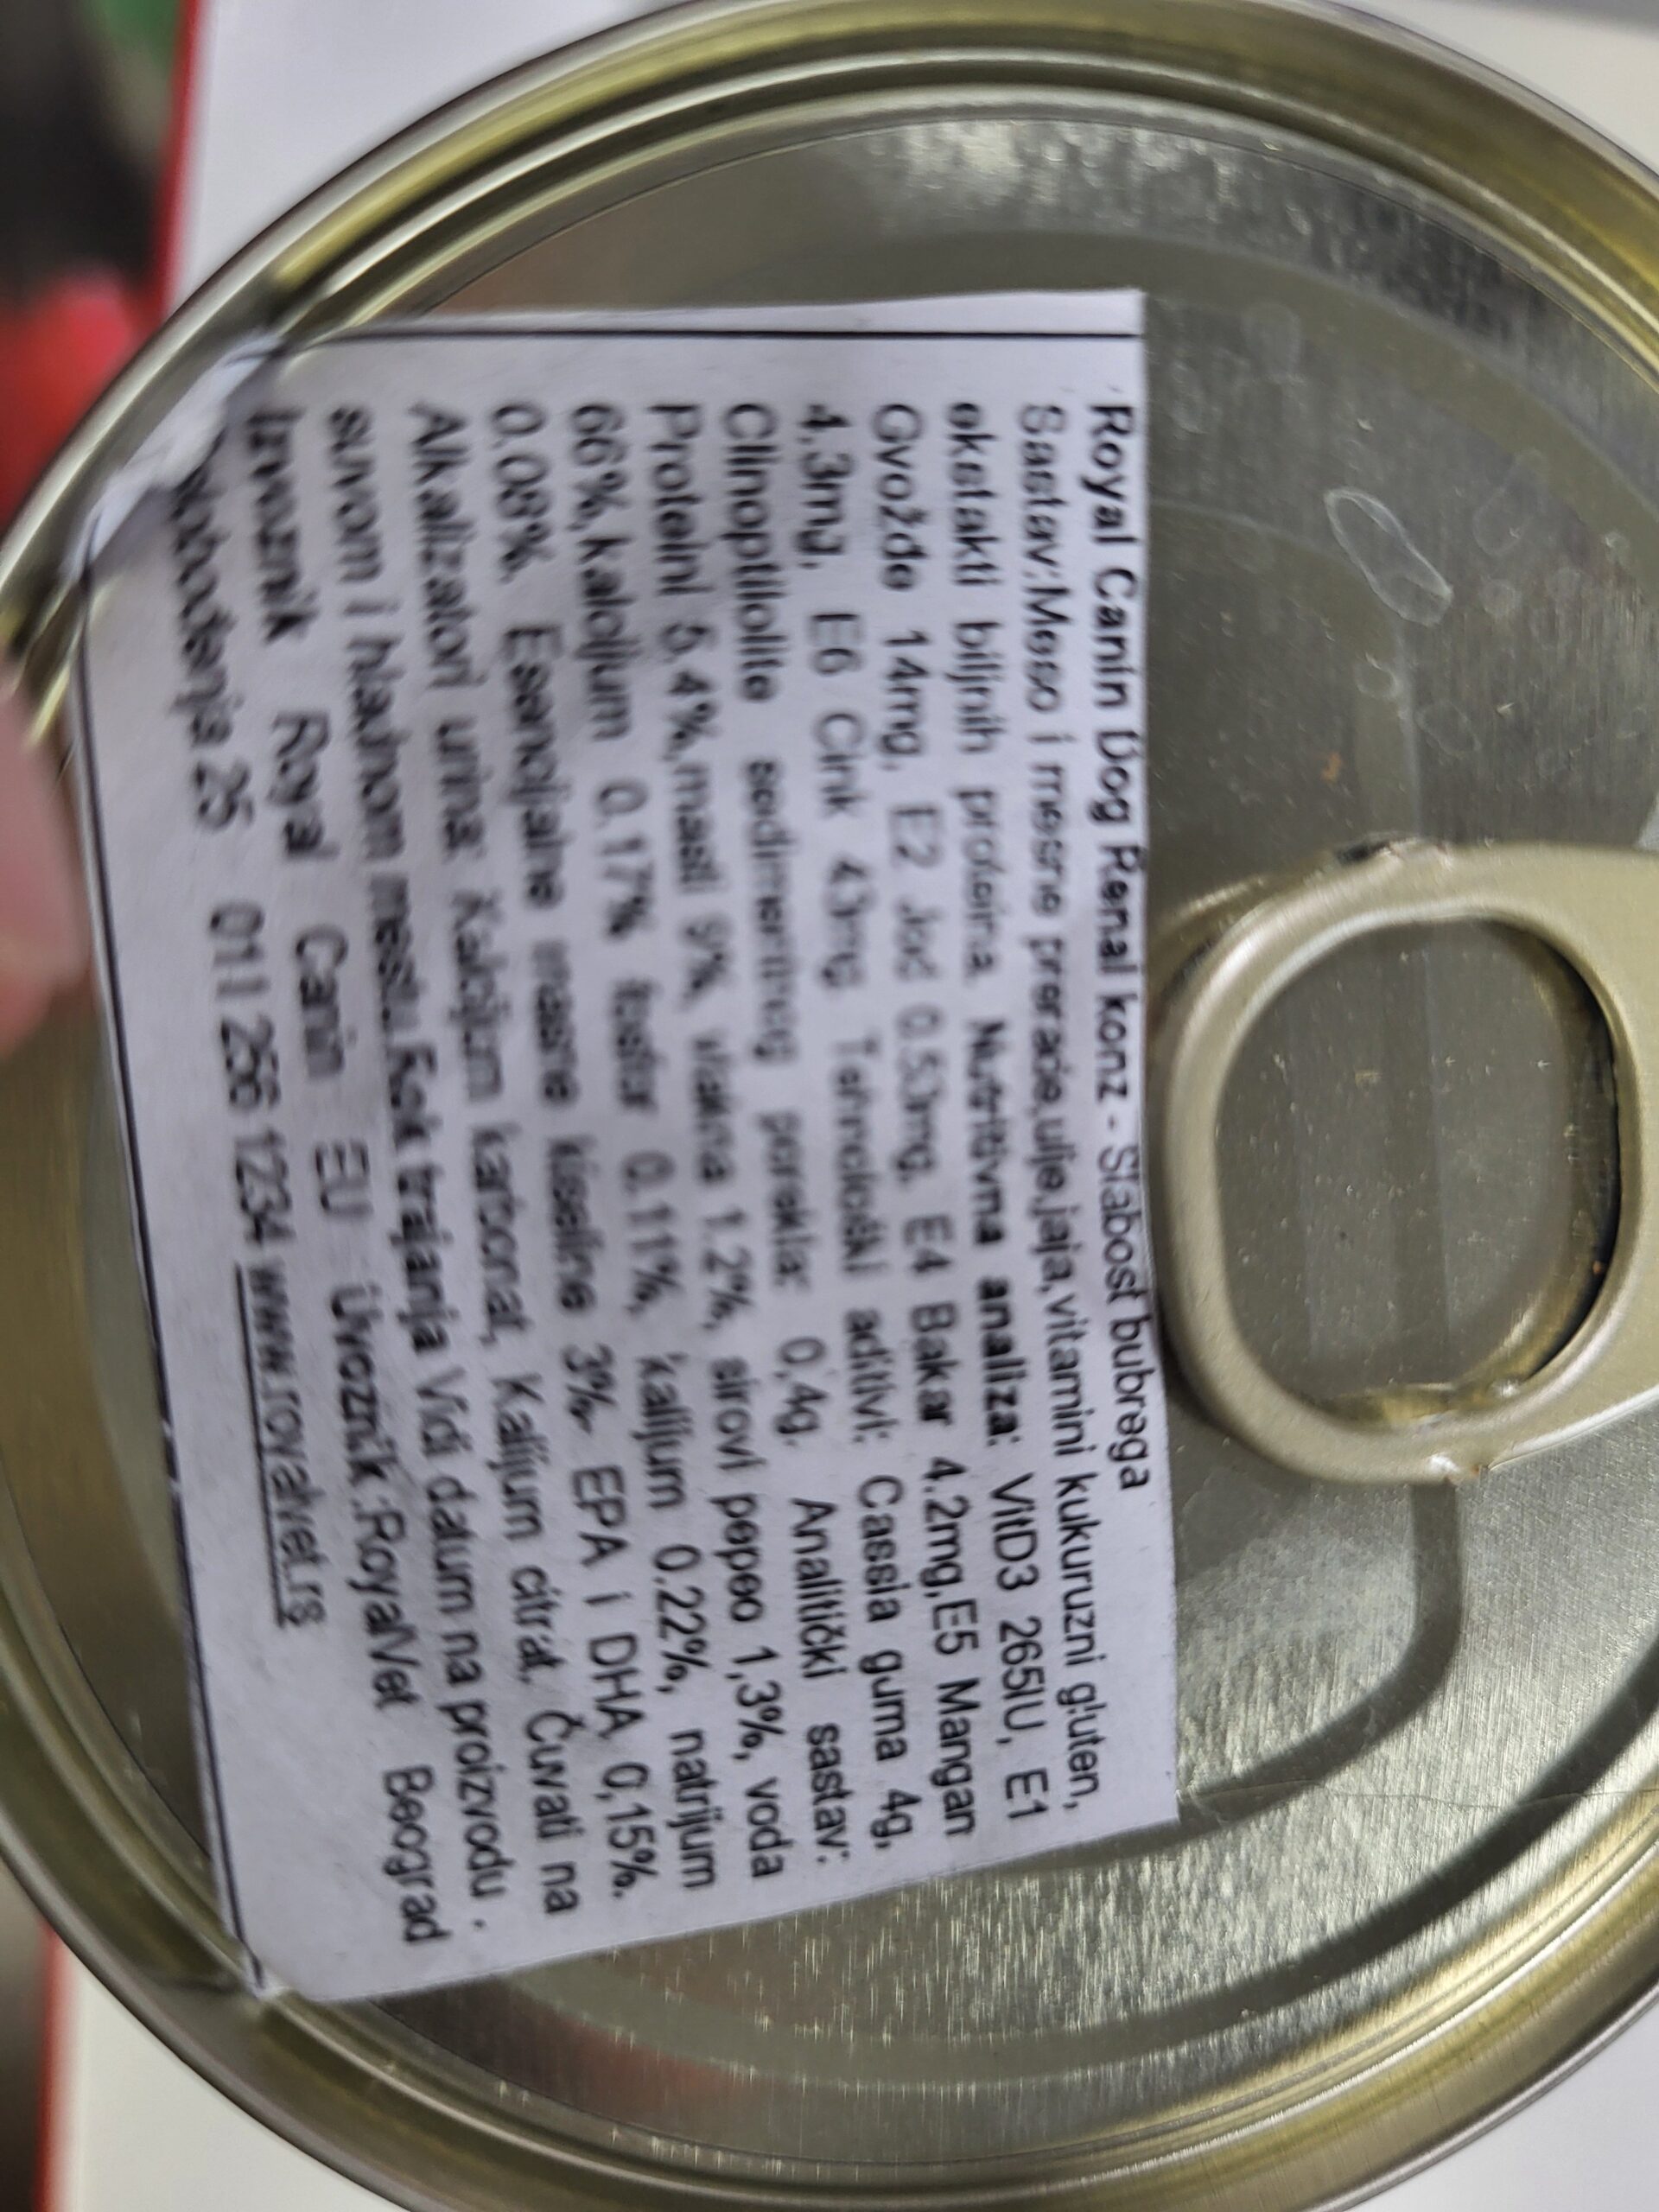 Royal Canin Dog Renal konz - Slabost bubrega
Sastav:Meso i mesne prerade,ulje,jaja,vitamini kukuruzni gluten,
ekstakti biljnih proteina. Nutritivna analiza: VitD3 265IU, E1
Gvožđe 14mg, E2 Jod 0.53mg, E4 Bakar 4.2mg,E5 Mangan
4,3mg, E6 Cink 43mg. Tehnološki aditivi: Cassia guma 4g,
Clinoptilolite sedimentnog porekla: 0,4g. Analitički sastav:
Proteini 5,4%,masti 9%, vlakna 1.2%, sirovi pepeo 1,3%, voda
66%,kalcijum 0.17% fosfor 0.11%, kalijum 0.22%, natrijum
0.08%. Esencijalne masne kiseline 3%- EPA i DHA 0,15%.
Alkalizatori urina: Kalcijum karbonat, Kalijum citrat. Čuvati na
suvom i hladnom mestu.Rok trajanja Vidi datum na proizvodu .
Izvoznik Royal Canin EU Uvoznik:RoyalVet Beograd
25 011 266 1234 www.royalvet.rs